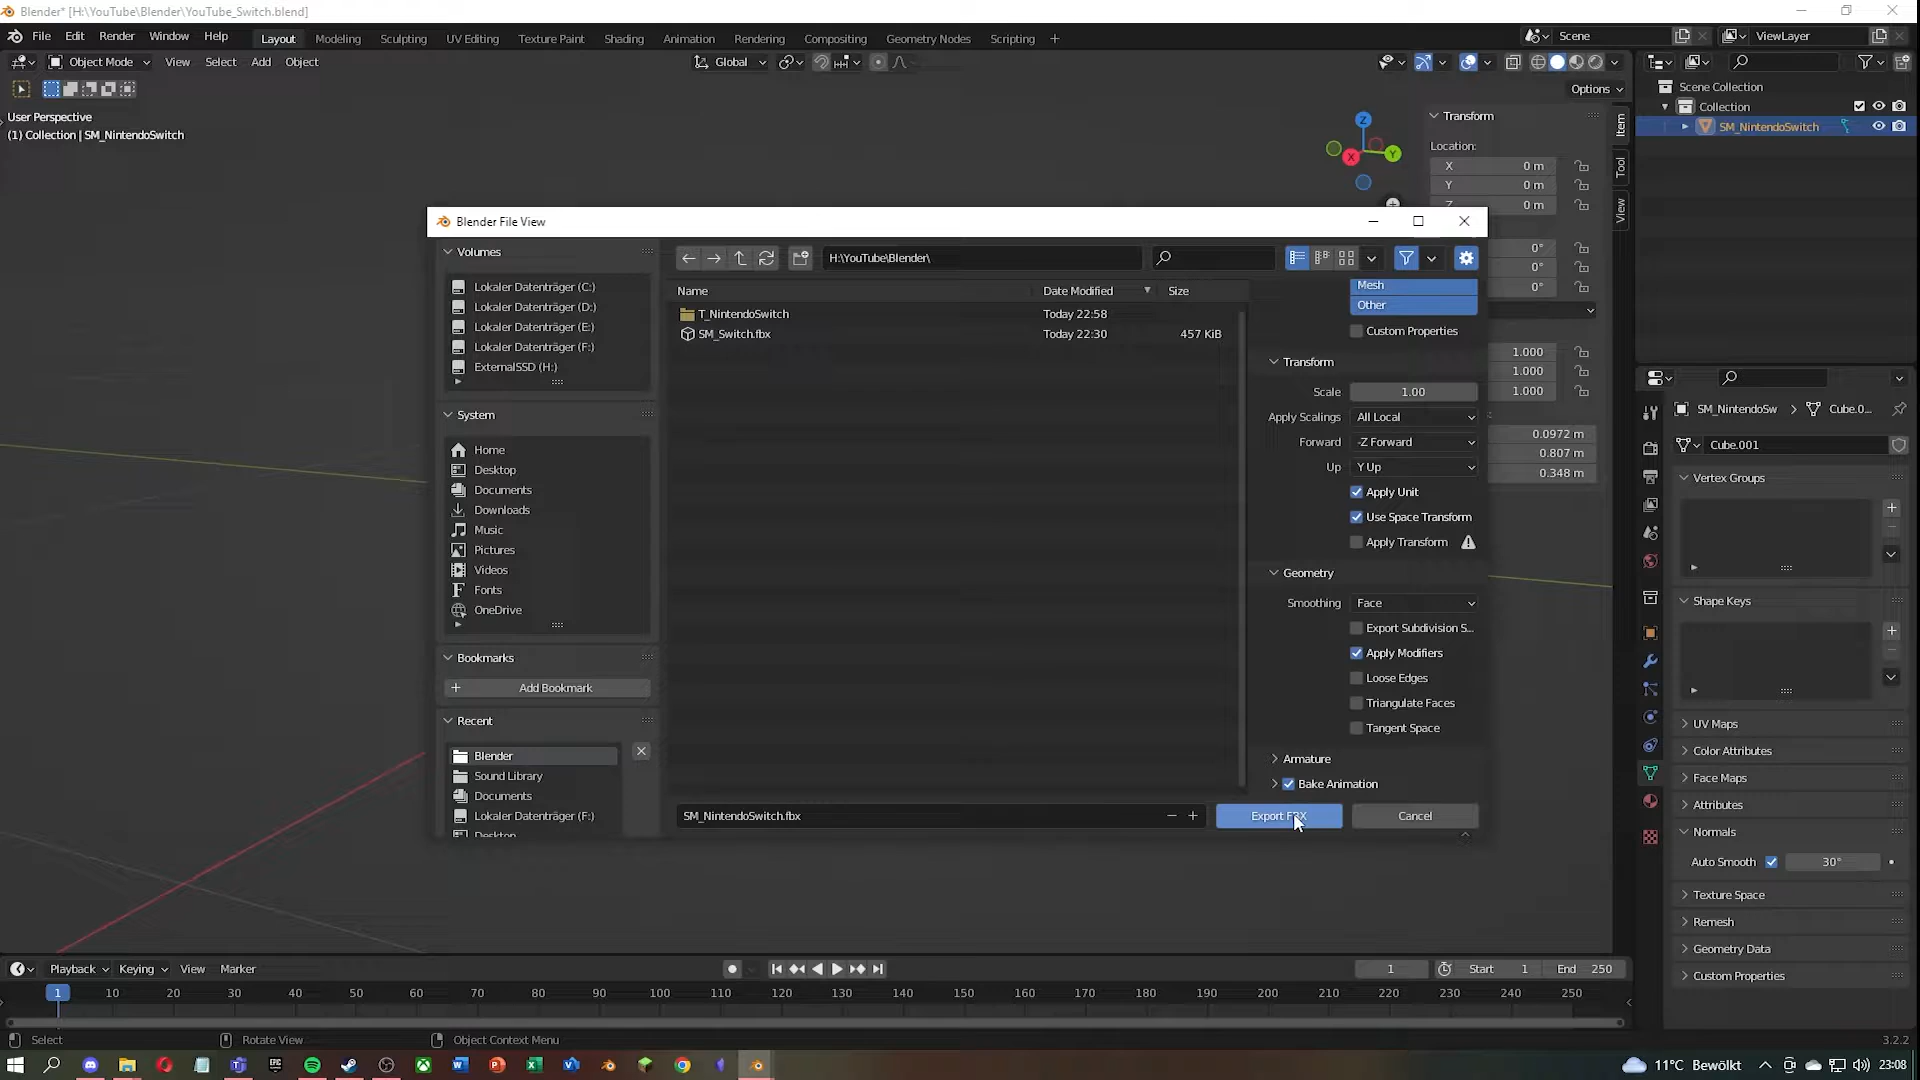 Blender* [H:\YouTube\Blender\YouTube_Switch.blend]
File Edit Render Window Help Layout Modeling Sculpting UV Editing Texture Paint Shading Animation Rendering Compositing Geometry Nodes Scripting + Scene ViewLayer
Object Mode View Select Add Object Global
Options
User Perspective
(1) Collection | SM_NintendoSwitch
Z
X
Y
Transform
Location:
X 0 m
Y 0 m
Z 0 m
0°
0°
0°
1.000
1.000
1.000
0.0972 m
0.807 m
0.348 m
Item
Tool
View
Scene Collection
Collection
SM_NintendoSwitch
Blender File View
Volumes
Lokaler Datenträger (C:)
Lokaler Datenträger (D:)
Lokaler Datenträger (E:)
Lokaler Datenträger (F:)
ExternalSSD (H:)
System
Home
Desktop
Documents
Downloads
Music
Pictures
Videos
Fonts
OneDrive
Bookmarks
Add Bookmark
Recent
Blender
Sound Library
Documents
Lokaler Datenträger (F:)
Desktop
H:\YouTube\Blender\
Name Date Modified Size
T_NintendoSwitch Today 22:58
SM_Switch.fbx Today 22:30 457 KiB
Mesh
Other
Custom Properties
Transform
Scale 1.00
Apply Scalings All Local
Forward -Z Forward
Up Y Up
Apply Unit
Use Space Transform
Apply Transform
Geometry
Smoothing Face
Export Subdivision S...
Apply Modifiers
Loose Edges
Triangulate Faces
Tangent Space
Armature
Bake Animation
SM_NintendoSwitch.fbx Export FBX Cancel
SM_NintendoSw Cube.0...
Cube.001
Vertex Groups
Shape Keys
UV Maps
Color Attributes
Face Maps
Attributes
Normals
Auto Smooth 30°
Texture Space
Remesh
Geometry Data
Custom Properties
Playback Keying View Marker 1 Start 1 End 250
1 10 20 30 40 50 60 70 80 90 100 110 120 130 140 150 160 170 180 190 200 210 220 230 240 250
Select Rotate View Object Context Menu 3.2.2
11°C Bewölkt 23:08